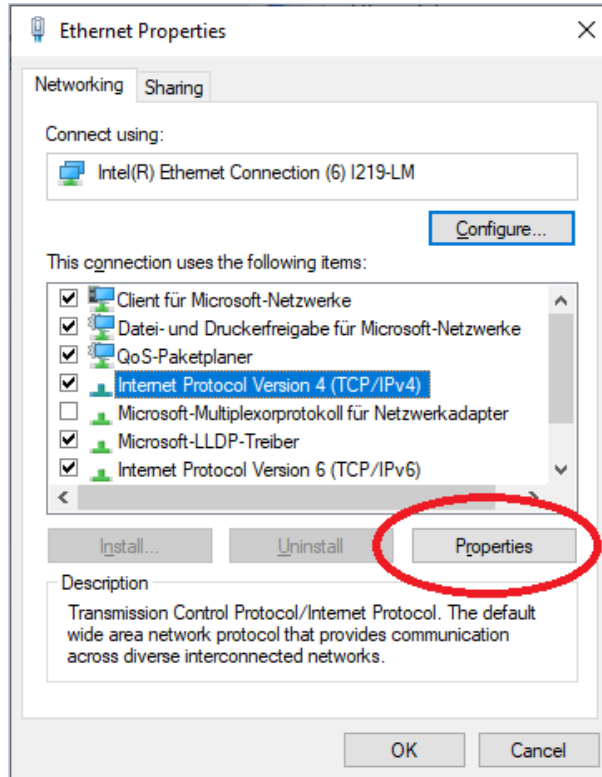 Ethernet Properties
Networking
Sharing
Connect using:
Intel(R) Ethernet Connection (6) I219-LM
Configure...
This connection uses the following items:
Client für Microsoft-Netzwerke
Datei- und Druckerfreigabe für Microsoft-Netzwerke
QoS-Paketplaner
Internet Protocol Version 4 (TCP/IPv4)
Microsoft-Multiplexorprotokoll für Netzwerkadapter
Microsoft-LLDP-Treiber
Internet Protocol Version 6 (TCP/IPv6)
Install...
Uninstall
Properties
Description
Transmission Control Protocol/Internet Protocol. The default
wide area network protocol that provides communication
across diverse interconnected networks.
OK
Cancel